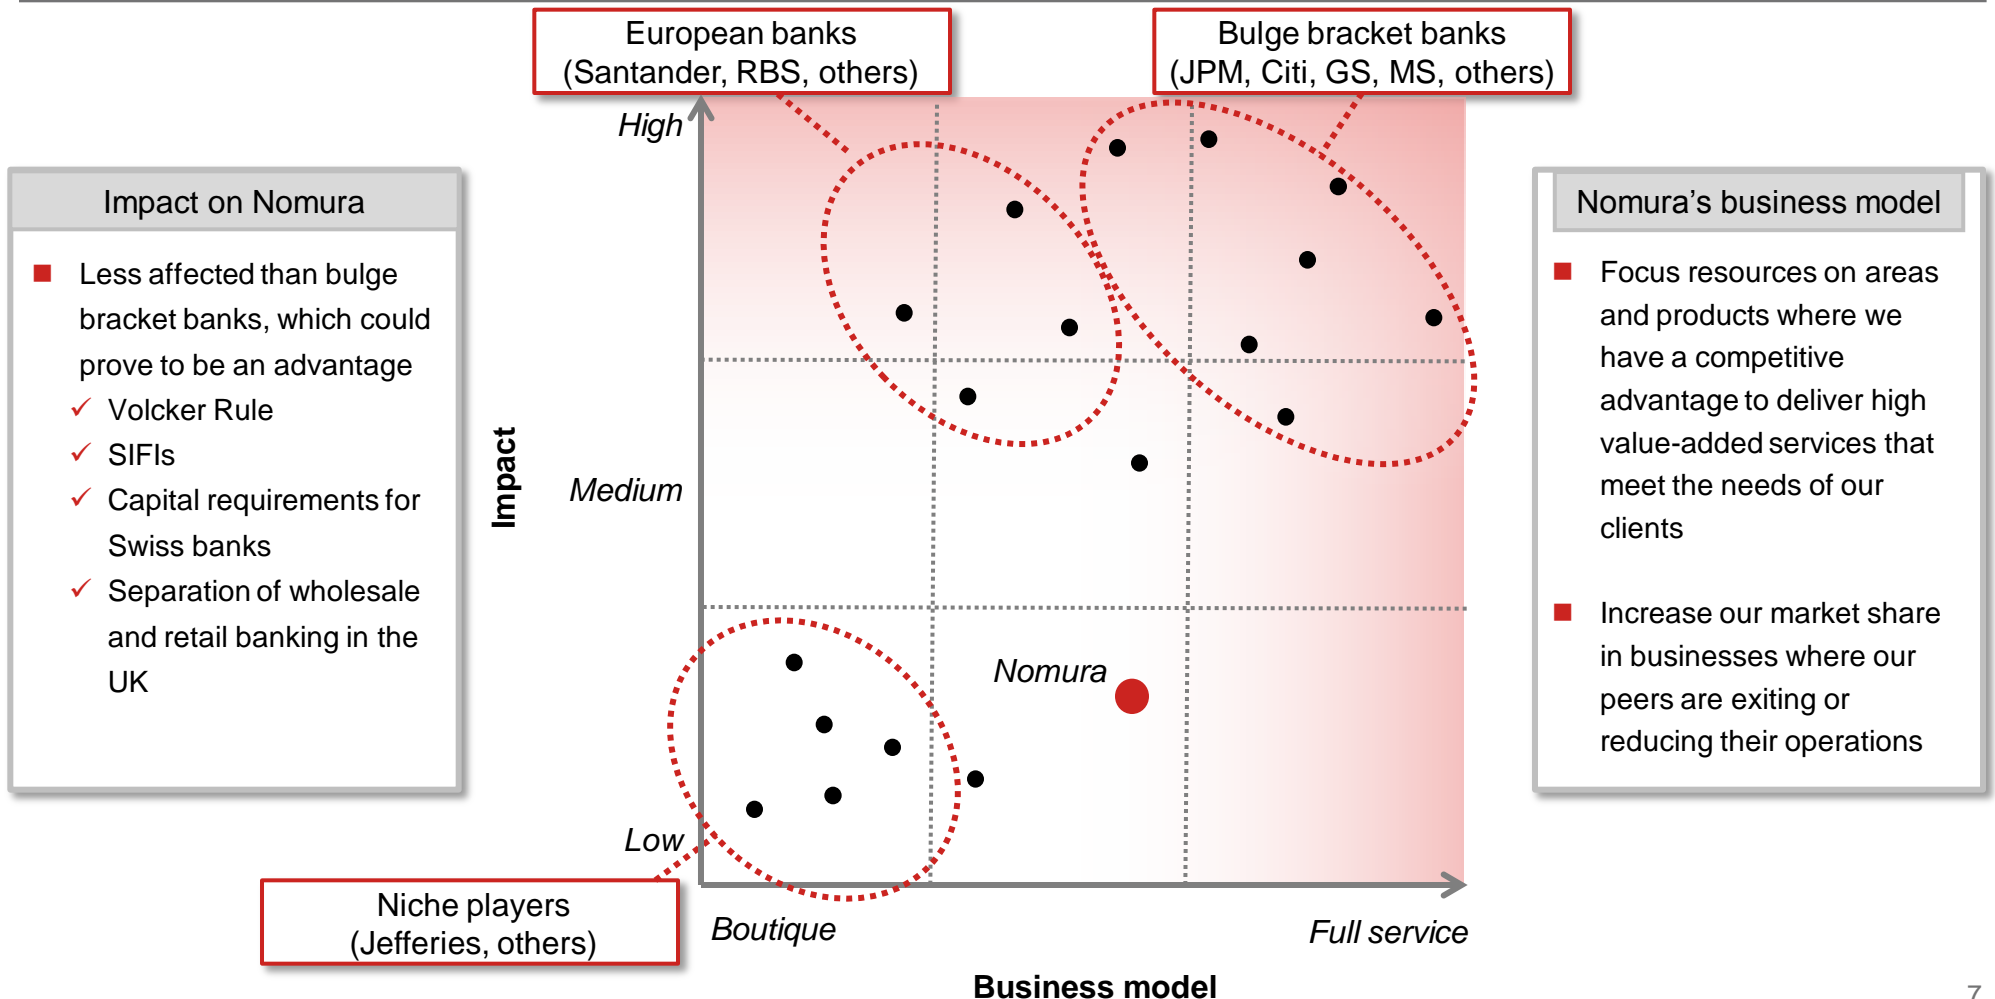 European banks
(Santander, RBS, others)
Bulge bracket banks
(JPM, Citi, GS, MS, others)
Impact on Nomura
Less affected than bulge
bracket banks, which could
prove to be an advantage
Volcker Rule
SIFIs
Capital requirements for
Swiss banks
Separation of wholesale
and retail banking in the
UK
High
Medium
Low
Impact
Nomura
Niche players
(Jefferies, others)
Boutique
Full service
Business model
Nomura’s business model
Focus resources on areas
and products where we
have a competitive
advantage to deliver high
value-added services that
meet the needs of our
clients
Increase our market share
in businesses where our
peers are exiting or
reducing their operations
7